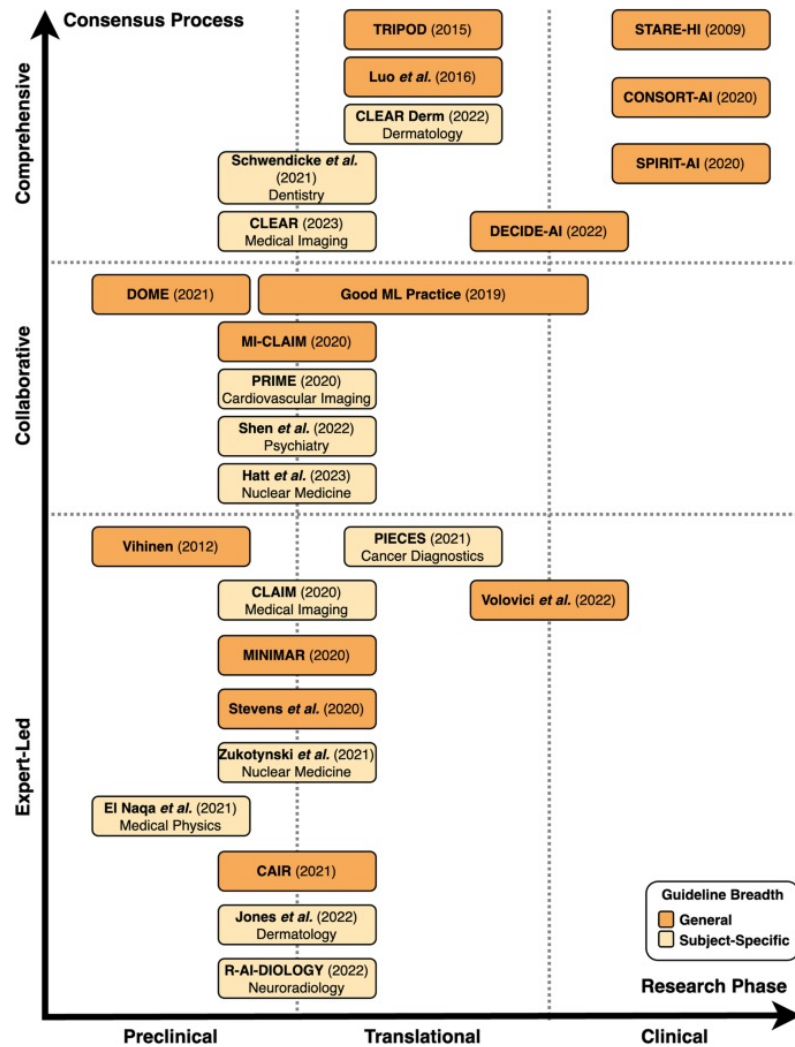 Consensus Process
Comprehensive
TRIPOD (2015)
STARE-HI (2009)
Luo et al. (2016)
CONSORT-AI (2020)
CLEAR Derm (2022)
Dermatology
Schwendicke et al.
(2021)
Dentistry
SPIRIT-AI (2020)
CLEAR (2023)
Medical Imaging
DECIDE-AI (2022)
Collaborative
DOME (2021)
Good ML Practice (2019)
MI-CLAIM (2020)
PRIME (2020)
Cardiovascular Imaging
Shen et al. (2022)
Psychiatry
Hatt et al. (2023)
Nuclear Medicine
Expert-Led
Vihinen (2012)
PIECES (2021)
Cancer Diagnostics
CLAIM (2020)
Medical Imaging
Volovici et al. (2022)
MINIMAR (2020)
Stevens et al. (2020)
Zukotynski et al. (2021)
Nuclear Medicine
El Naqa et al. (2021)
Medical Physics
CAIR (2021)
Jones et al. (2022)
Dermatology
R-AI-DIOLOGY (2022)
Neuroradiology
Guideline Breadth
General
Subject-Specific
Research Phase
Preclinical
Translational
Clinical